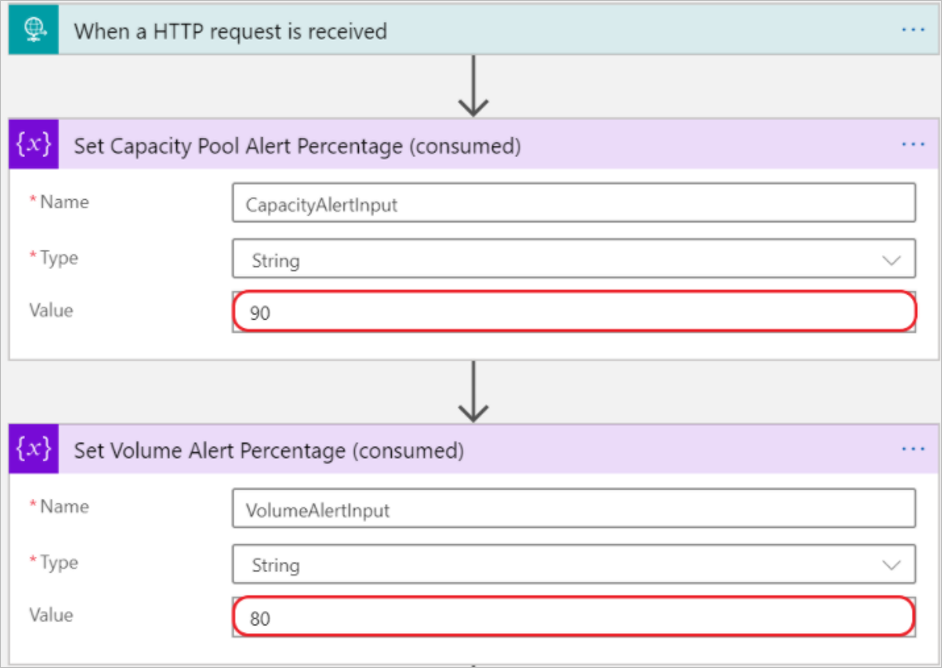 When a HTTP request is received ...
{x} Set Capacity Pool Alert Percentage (consumed) ...
* Name CapacityAlertInput
* Type String
Value 90
{x} Set Volume Alert Percentage (consumed) ...
* Name VolumeAlertInput
* Type String
Value 80